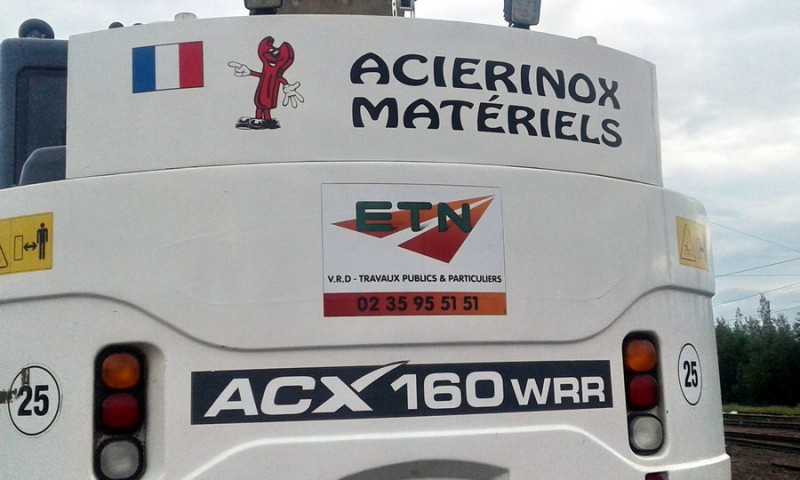 ACIERINOX
MATÉRIELS
ETN
V.R.D - TRAVAUX PUBLICS & PARTICULIERS
02 35 95 51 51
25
ACX 160 WRR
25